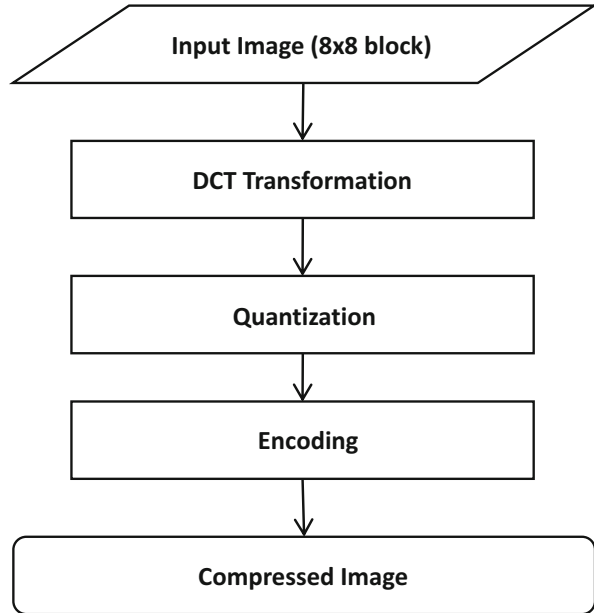 Input Image (8x8 block)
DCT Transformation
Quantization
Encoding
Compressed Image